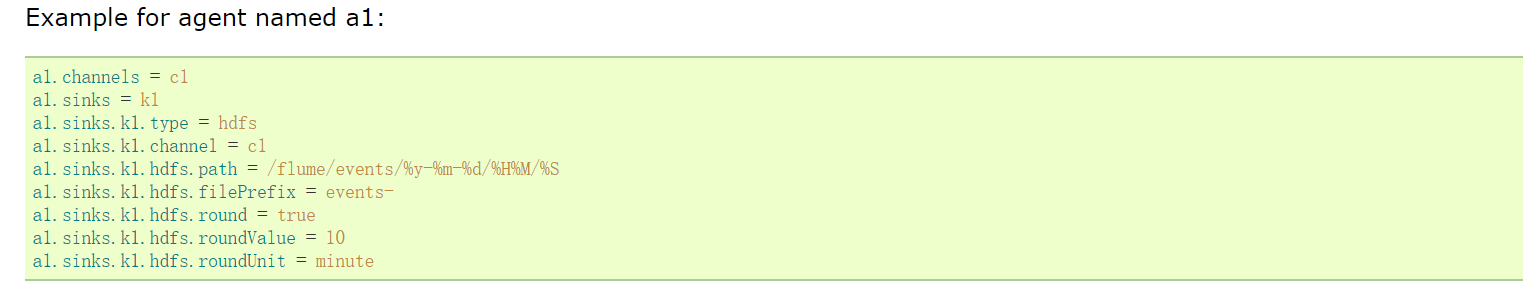 Example for agent named a1:
a1.channels = c1
a1.sinks = k1
a1.sinks.k1.type = hdfs
a1.sinks.k1.channel = c1
a1.sinks.k1.hdfs.path = /flume/events/%y-%m-%d/%H%M/%S
a1.sinks.k1.hdfs.filePrefix = events-
a1.sinks.k1.hdfs.round = true
a1.sinks.k1.hdfs.roundValue = 10
a1.sinks.k1.hdfs.roundUnit = minute